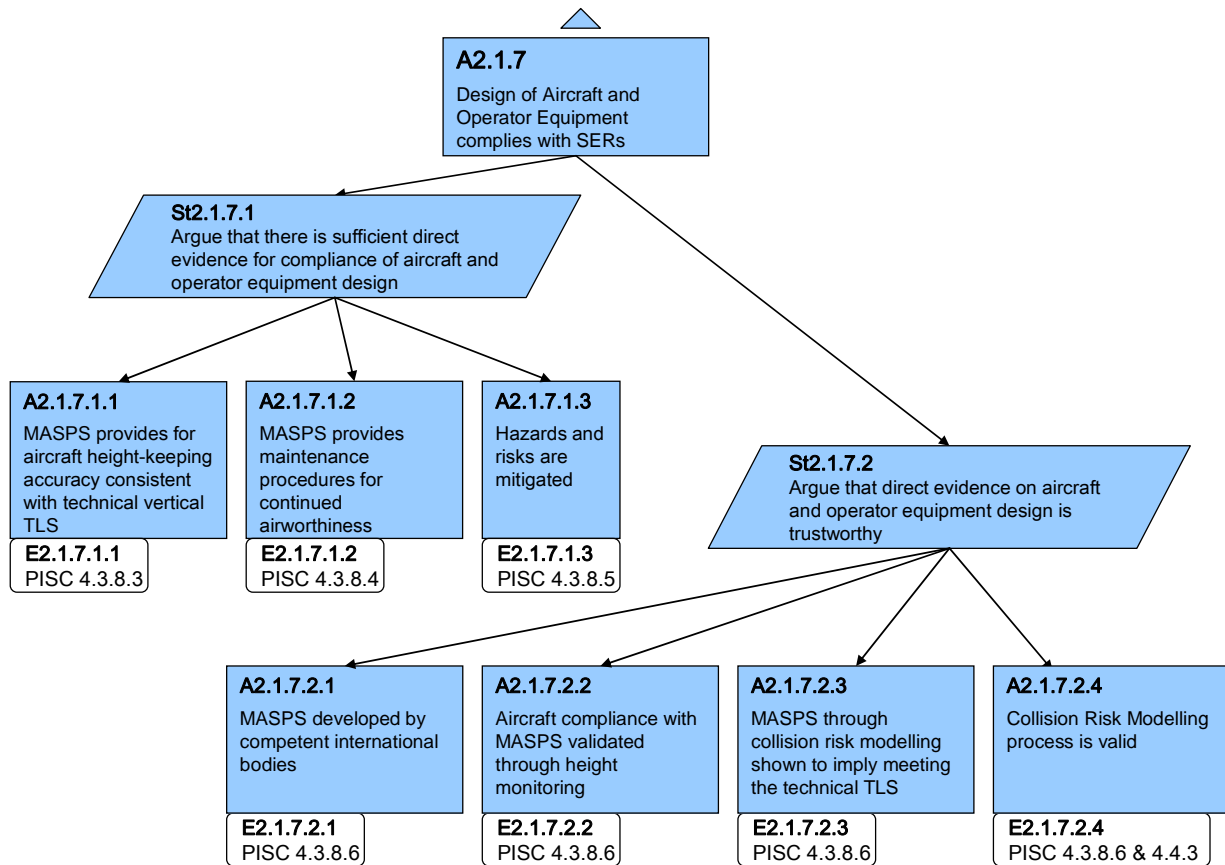 A2.1.7
Design of Aircraft and
Operator Equipment
complies with SERs
St2.1.7.1
Argue that there is sufficient direct
evidence for compliance of aircraft and
operator equipment design
A2.1.7.1.1
MASPS provides for
aircraft height-keeping
accuracy consistent
with technical vertical
TLS
E2.1.7.1.1
PISC 4.3.8.3
A2.1.7.1.2
MASPS provides
maintenance
procedures for
continued
airworthiness
E2.1.7.1.2
PISC 4.3.8.4
A2.1.7.1.3
Hazards and
risks are
mitigated
E2.1.7.1.3
PISC 4.3.8.5
St2.1.7.2
Argue that direct evidence on aircraft
and operator equipment design is
trustworthy
A2.1.7.2.1
MASPS developed by
competent international
bodies
E2.1.7.2.1
PISC 4.3.8.6
A2.1.7.2.2
Aircraft compliance with
MASPS validated
through height
monitoring
E2.1.7.2.2
PISC 4.3.8.6
A2.1.7.2.3
MASPS through
collision risk modelling
shown to imply meeting
the technical TLS
E2.1.7.2.3
PISC 4.3.8.6
A2.1.7.2.4
Collision Risk Modelling
process is valid
E2.1.7.2.4
PISC 4.3.8.6 & 4.4.3